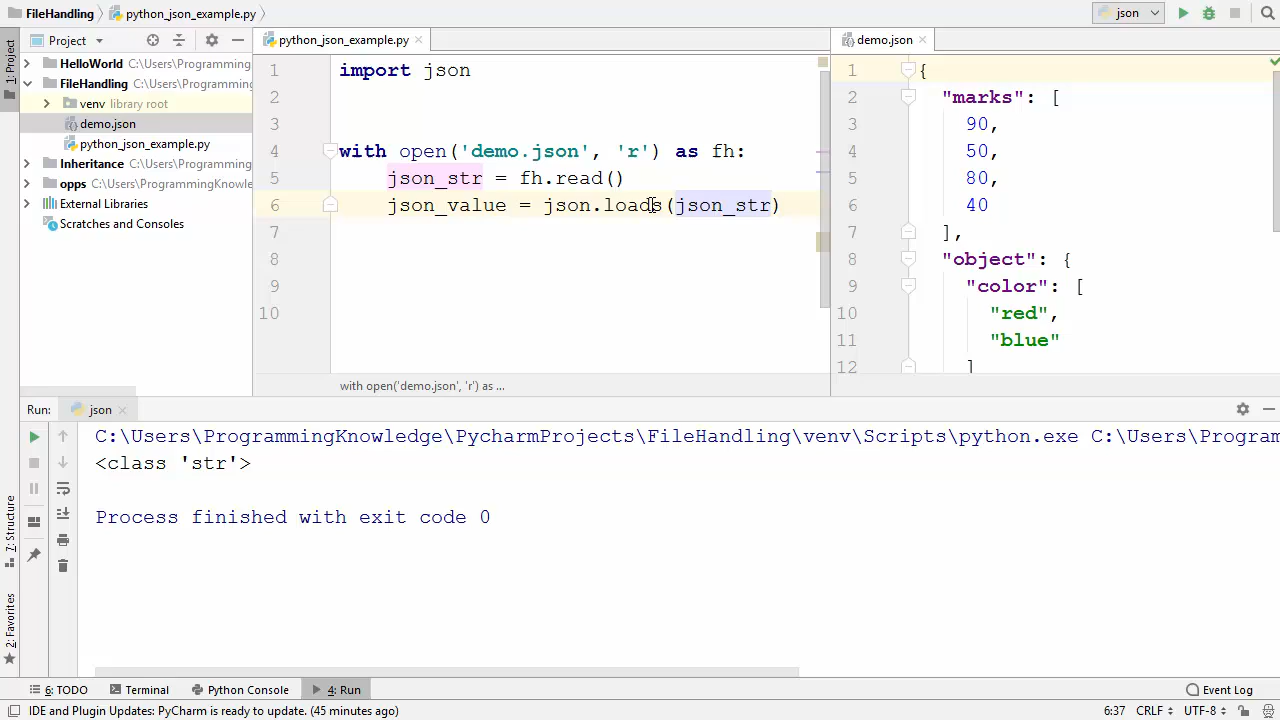 FileHandling python_json_example.py json
1: Project
Project
HelloWorld C:\Users\Programming
FileHandling C:\Users\Programming
venv library root
demo.json
python_json_example.py
Inheritance C:\Users\Programming
opps C:\Users\ProgrammingKnowle
External Libraries
Scratches and Consoles
python_json_example.py
1 import json
2
3
4 with open('demo.json', 'r') as fh:
5 json_str = fh.read()
6 json_value = json.loads(json_str)
7
8
9
10
with open('demo.json', 'r') as ...
demo.json
1 {
2 "marks": [
3 90,
4 50,
5 80,
6 40
7 ],
8 "object": {
9 "color": [
10 "red",
11 "blue"
12 ]
Run: json
C:\Users\ProgrammingKnowledge\PycharmProjects\FileHandling\venv\Scripts\python.exe C:\Users\Program
<class 'str'>
Process finished with exit code 0
7: Structure
2: Favorites
6: TODO Terminal Python Console 4: Run Event Log
IDE and Plugin Updates: PyCharm is ready to update. (45 minutes ago) 6:37 CRLF UTF-8